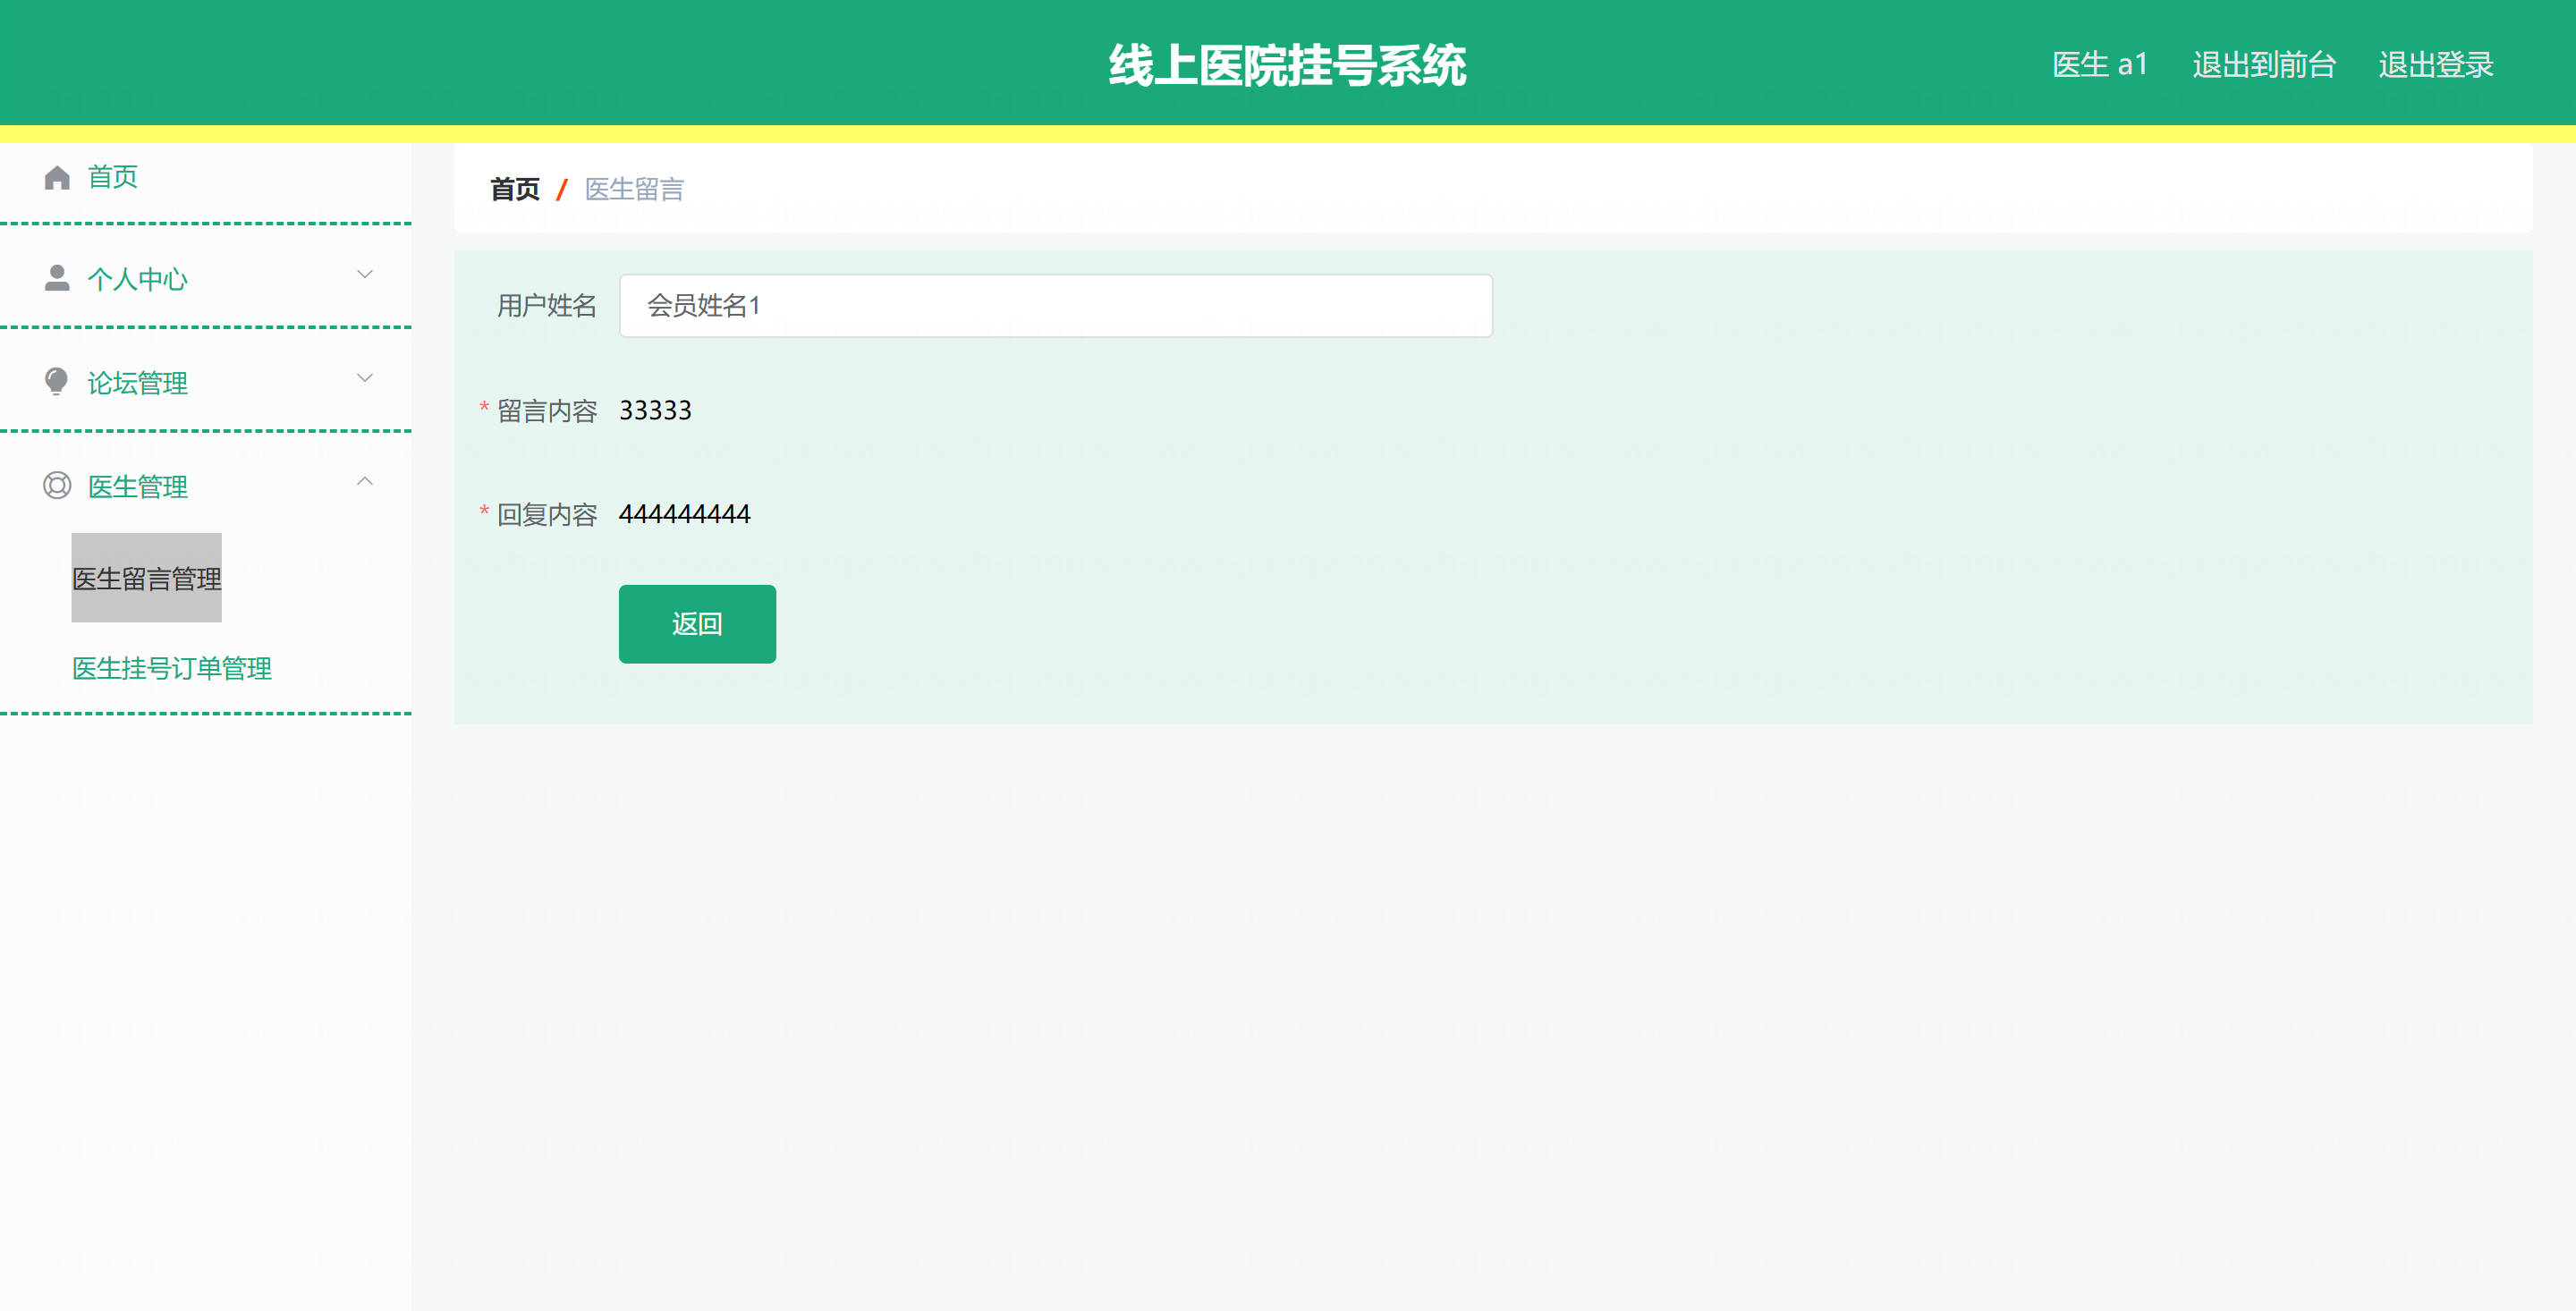 线上医院挂号系统
医生 a1 退出到前台 退出登录
首页
个人中心
论坛管理
医生管理
医生留言管理
医生挂号订单管理
首页 / 医生留言
用户姓名 会员姓名1
* 留言内容 33333
* 回复内容 444444444
返回